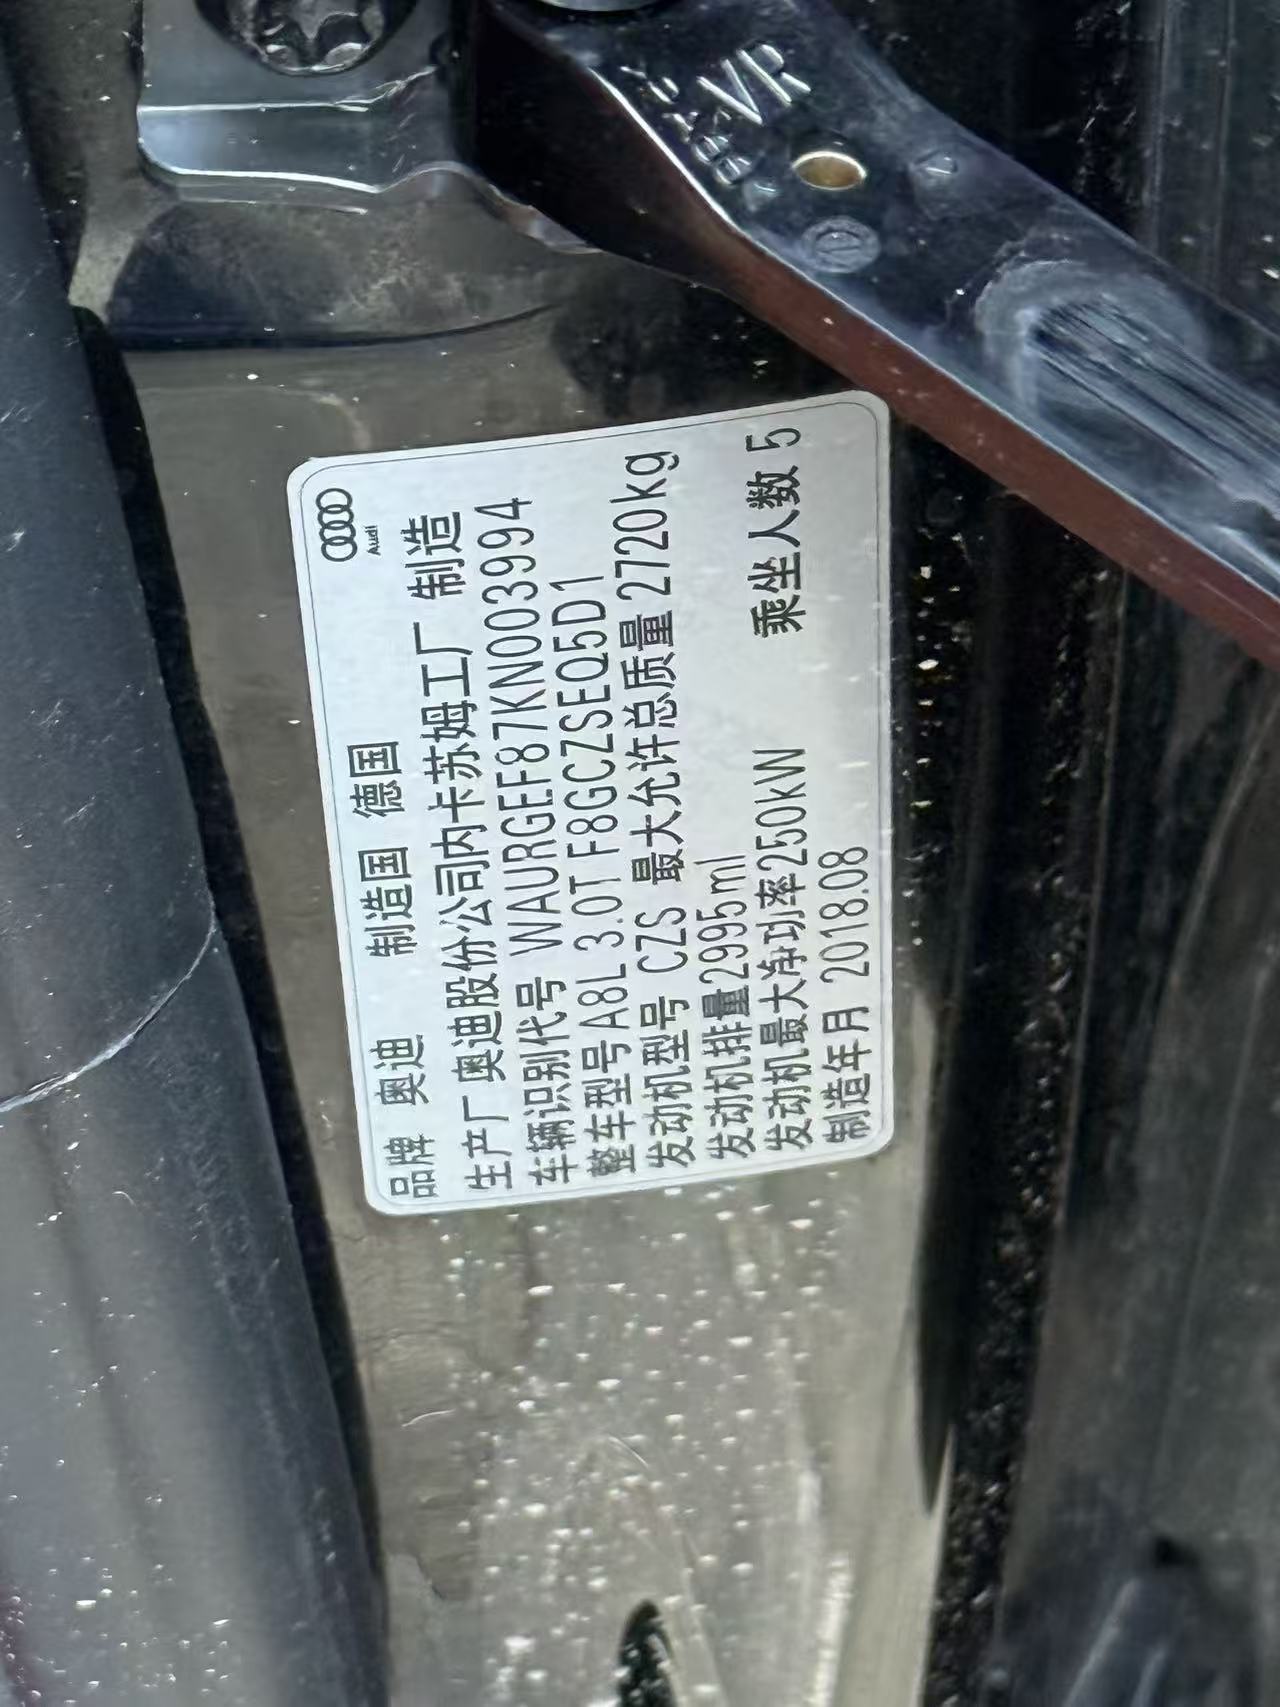 Audi
品牌 奥迪 制造国 德国
生产厂 奥迪股份公司内卡苏姆工厂 制造
车辆识别代号 WAURGEF87KN003994
整车型号 A8L 3.0T F8GCZSEQ5D1
发动机型号 CZS 最大允许总质量 2720kg
发动机排量 2995ml
发动机最大净功率 250kW 乘坐人数 5
制造年月 2018.08
VR